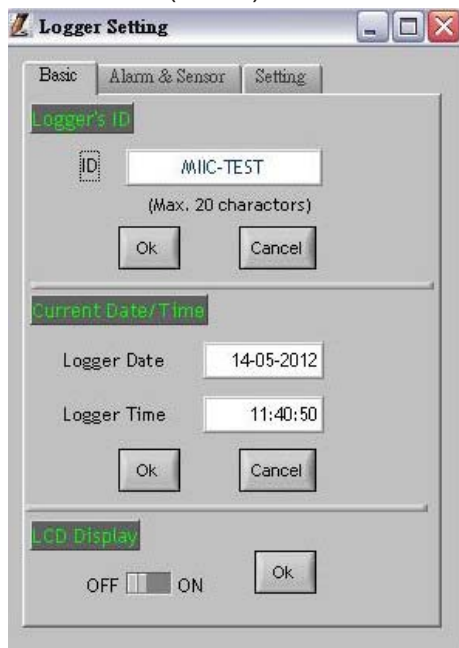 Logger Setting
Basic Alarm & Sensor Setting
Logger's ID
ID MIIC-TEST
(Max. 20 charactors)
Ok Cancel
Current Date/Time
Logger Date 14-05-2012
Logger Time 11:40:50
Ok Cancel
LCD Display
OFF ON Ok